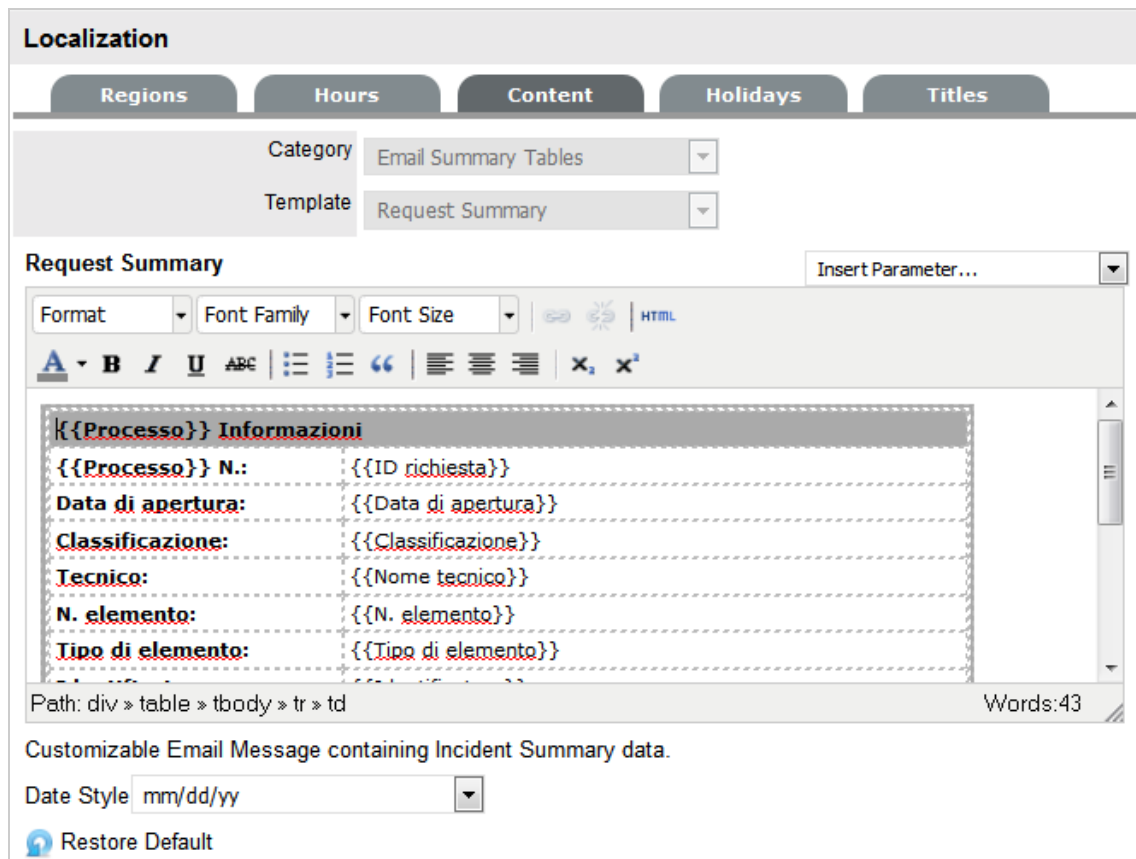 Localization
Regions Hours Content Holidays Titles
Category Email Summary Tables
Template Request Summary
Request Summary Insert Parameter...
Format Font Family Font Size HTML
A B I U ABC
{{Processo}} Informazioni
{{Processo}} N.: {{ID richiesta}}
Data di apertura: {{Data di apertura}}
Classificazione: {{Classificazione}}
Tecnico: {{Nome tecnico}}
N. elemento: {{N. elemento}}
Tipo di elemento: {{Tipo di elemento}}
Path: div » table » tbody » tr » td Words:43
Customizable Email Message containing Incident Summary data.
Date Style mm/dd/yy
Restore Default